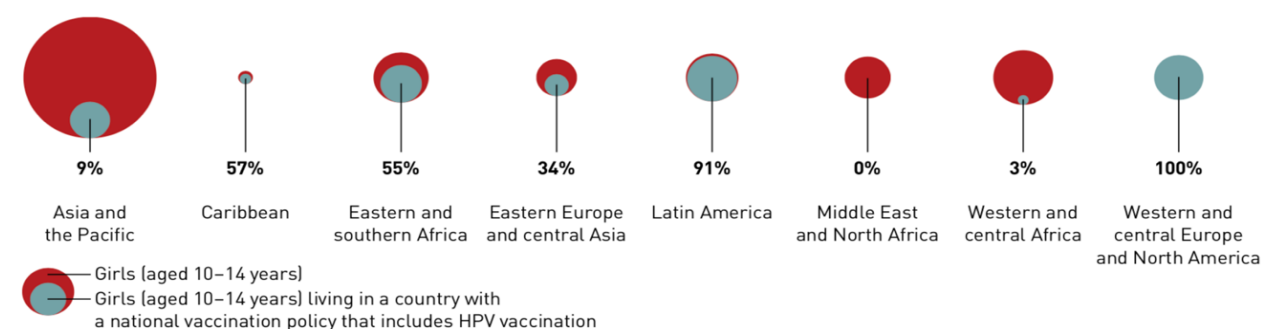 9%
57%
55%
34%
91%
0%
3%
100%
Asia and
the Pacific
Caribbean
Eastern and
southern Africa
Eastern Europe
and central Asia
Latin America
Middle East
and North Africa
Western and
central Africa
Western and
central Europe
and North America
Girls (aged 10–14 years)
Girls (aged 10–14 years) living in a country with
a national vaccination policy that includes HPV vaccination